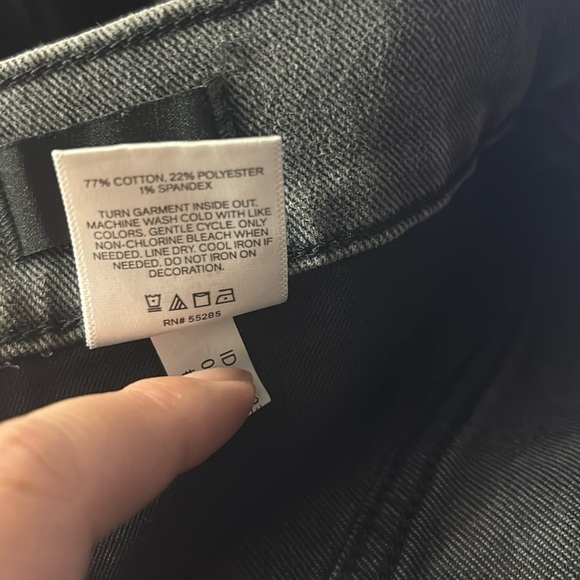 77% COTTON, 22% POLYESTER
1% SPANDEX
TURN GARMENT INSIDE OUT.
MACHINE WASH COLD WITH LIKE
COLORS. GENTLE CYCLE. ONLY
NON-CHLORINE BLEACH WHEN
NEEDED. LINE DRY. COOL IRON IF
NEEDED. DO NOT IRON ON
DECORATION.
RN# 55285
ID